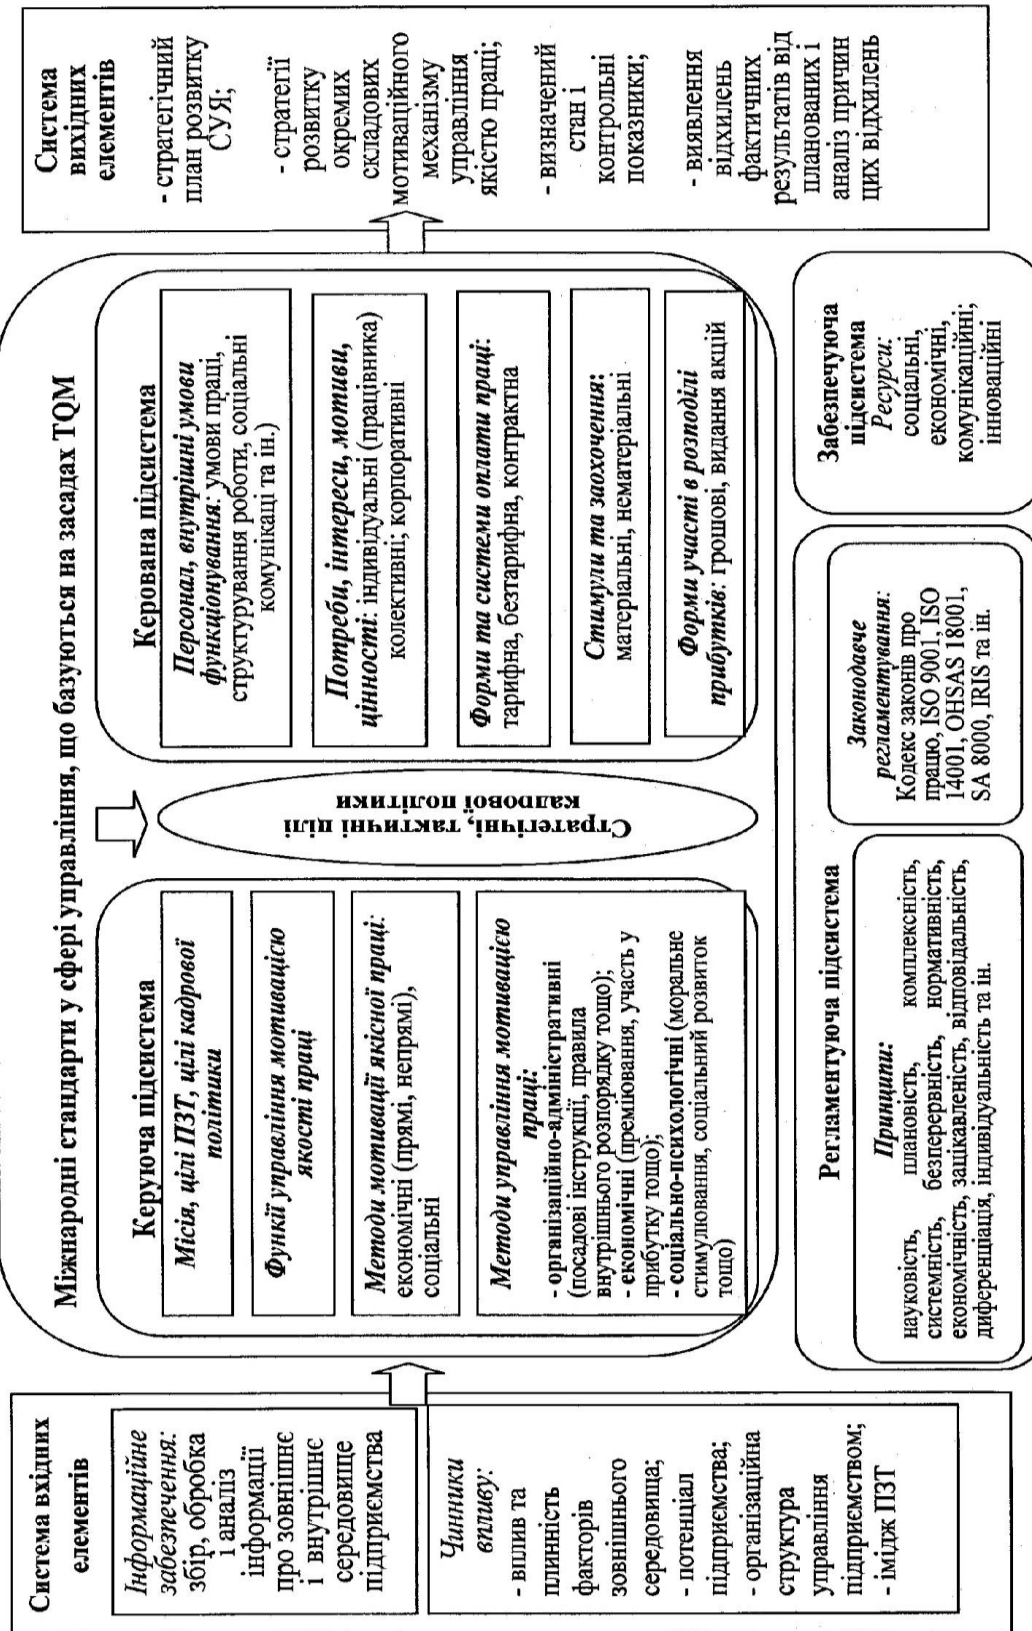 Міжнародні стандарти у сфері управління, що базуються на засадах TQM
Система вхідних
елементів
Інформаційне
забезпечення:
збір, обробка
і аналіз
інформації
про зовнішнє
і внутрішнє
середовище
підприємства
Чинники
впливу:
- вплив та
плинність
факторів
зовнішнього
середовища;
- потенціал
підприємства;
- організаційна
структура
управління
підприємством;
- імідж ПЗТ
Керуюча підсистема
Місія, цілі ПЗТ, цілі кадрової
політики
Функії управління мотивацією
якості праці
Методи мотивації якісної праці:
економічні (прямі, непрямі),
соціальні
Методи управління мотивацією
праці:
- організаційно-адміністративні
(посадові інструкції, правила
внутрішнього розпорядку тощо);
- економічні (преміювання, участь у
прибутку тощо);
- соціально-психологічні (моральне
стимулювання, соціальний розвиток
тощо)
Стратегічні, тактичні цілі
кадрової політики
Керована підсистема
Персонал, внутрішні умови
функціонування: умови праці,
структурування роботи, соціальні
комунікаці та ін.)
Потреби, інтереси, мотиви,
цінності: індивідуальні (працівника)
колективні; корпоративні
Форми та системи оплати праці:
тарифна, безтарифна, контрактна
Стимули та заохочення:
матеріальні, нематеріальні
Форми участі в розподілі
прибутків: грошові, видання акцій
Система
вихідних
елементів
- стратегічний
план розвитку
СУЯ;
- стратегії
розвитку
окремих
складових
мотиваційного
механізму
управління
якістю праці;
- визначений
стан і
контрольні
показники;
- виявлення
відхилень
фактичних
результатів від
планованих і
аналіз причин
цих відхилень
Регламентуюча підсистема
Принципи:
науковість, плановість, комплексність,
системність, безперервність, нормативність,
економічність, зацікавленість, відповідальність,
диференціація, індивідуальність та ін.
Законодавче
регламентування:
Кодекс законів про
працю, ISO 9001, ISO
14001, OHSAS 18001,
SA 8000, IRIS та ін.
Забезпечуюча
підсистема
Ресурси:
соціальні,
економічні,
комунікаційні;
інноваційні